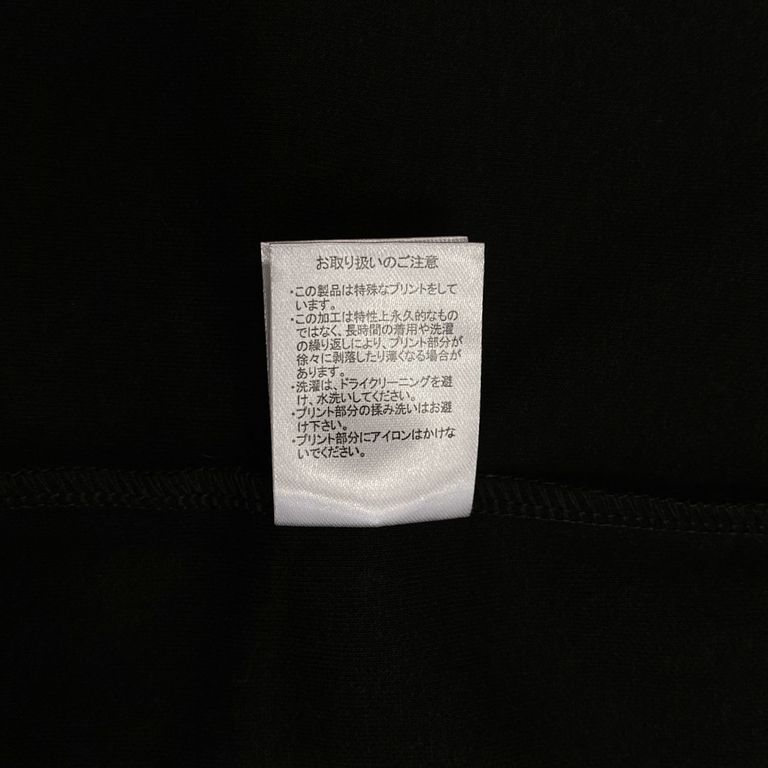 お取り扱いのご注意
・この製品は特殊なプリントをして
います。
・この加工は特性上永久的なもの
ではなく、長時間の着用や洗濯
の繰り返しにより、プリント部分が
徐々に剥落したり薄くなる場合が
あります。
・洗濯は、ドライクリーニングを避
け、水洗いしてください。
・プリント部分の揉み洗いはお避
け下さい。
・プリント部分にアイロンはかけな
いでください。